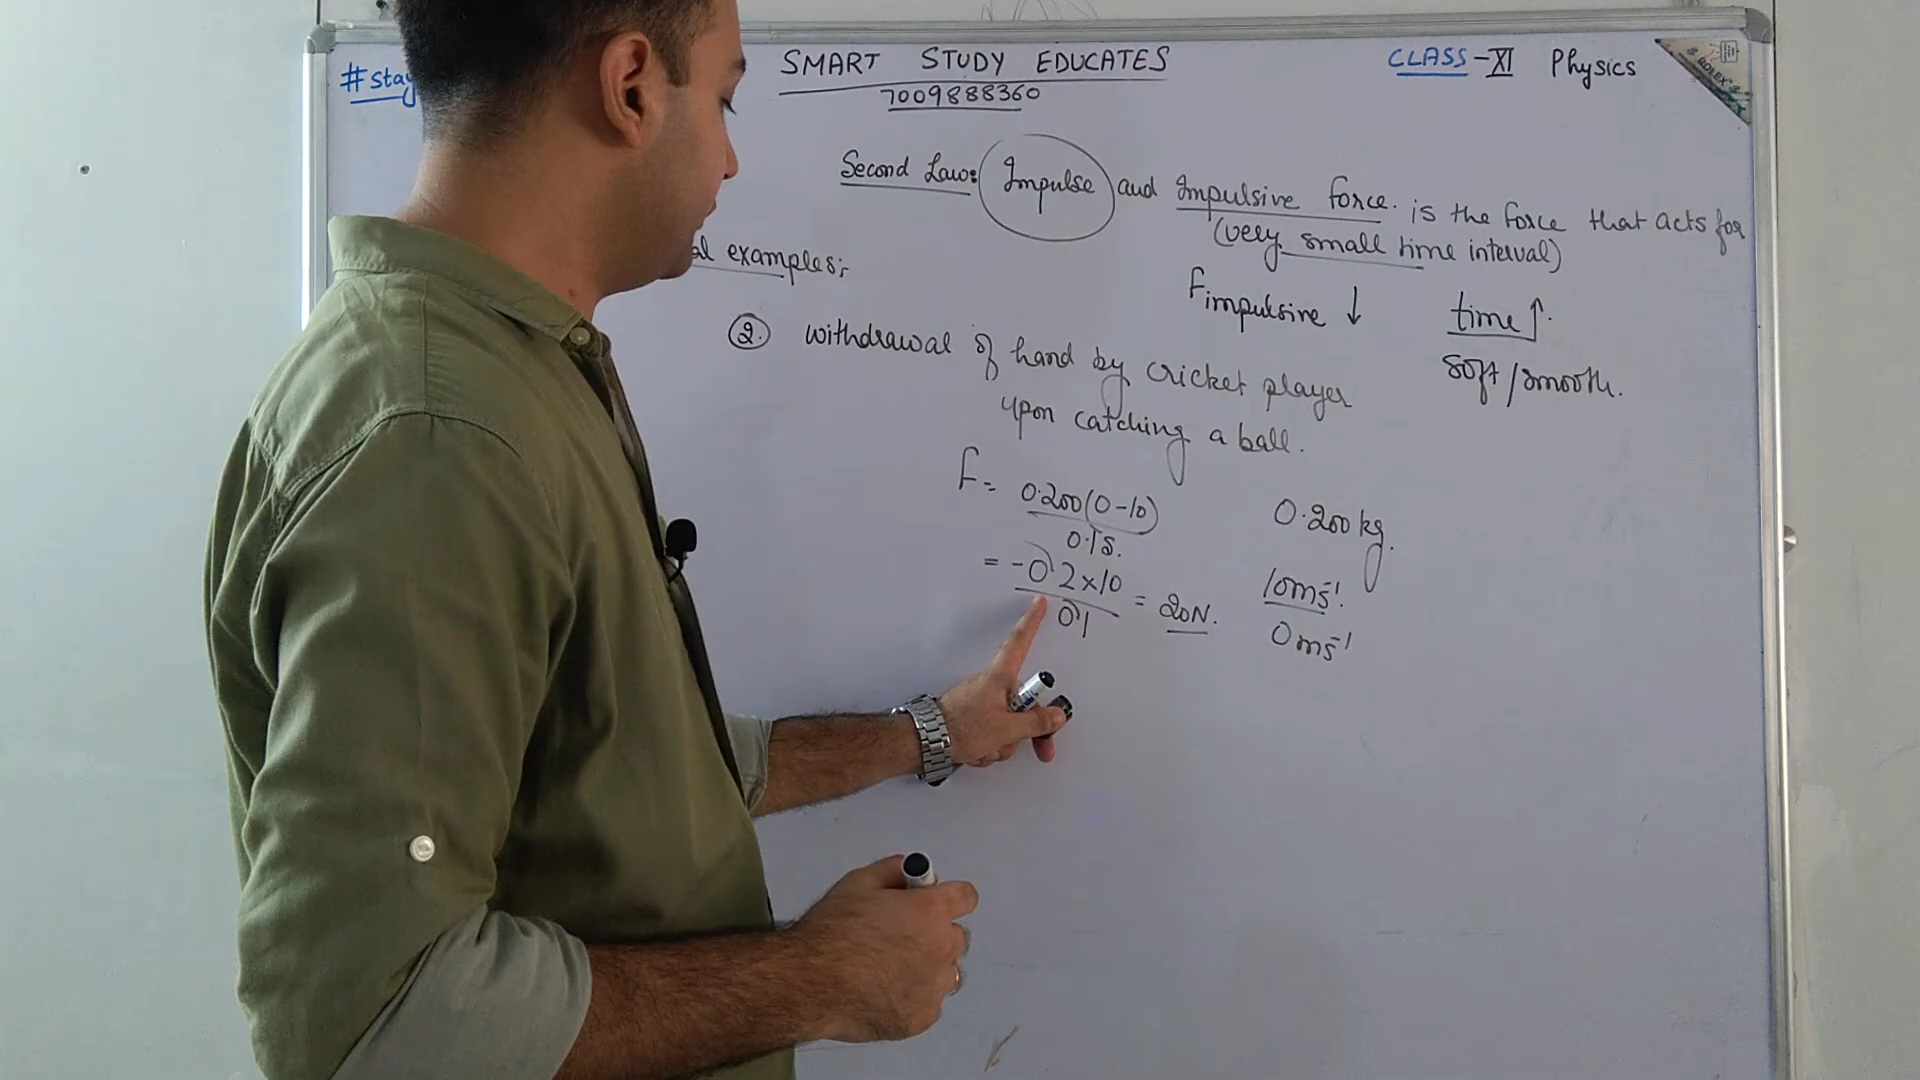 #stay
SMART STUDY EDUCATES
7009888360
CLASS-XI Physics
ROLEX
Second Law: Impulse and Impulsive force. is the force that acts for
(very small time interval)
al examples;
Fimpulsive ↓ time ↑.
soft/smooth.
2. withdrawal of hand by cricket player
upon catching a ball.
F = 0.200(0-10)
0.1s.
0.200 kg.
= -0.2×10
0.1
= 20N.
10ms⁻¹.
0ms⁻¹